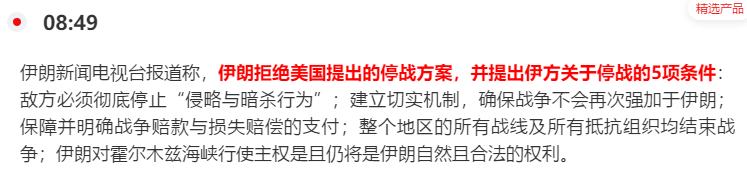 精选产品
08:49
伊朗新闻电视台报道称，伊朗拒绝美国提出的停战方案，并提出伊方关于停战的5项条件：
敌方必须彻底停止“侵略与暗杀行为”；建立切实机制，确保战争不会再次强加于伊朗；
保障并明确战争赔款与损失赔偿的支付；整个地区的所有战线及所有抵抗组织均结束战
争；伊朗对霍尔木兹海峡行使主权是且仍将是伊朗自然且合法的权利。